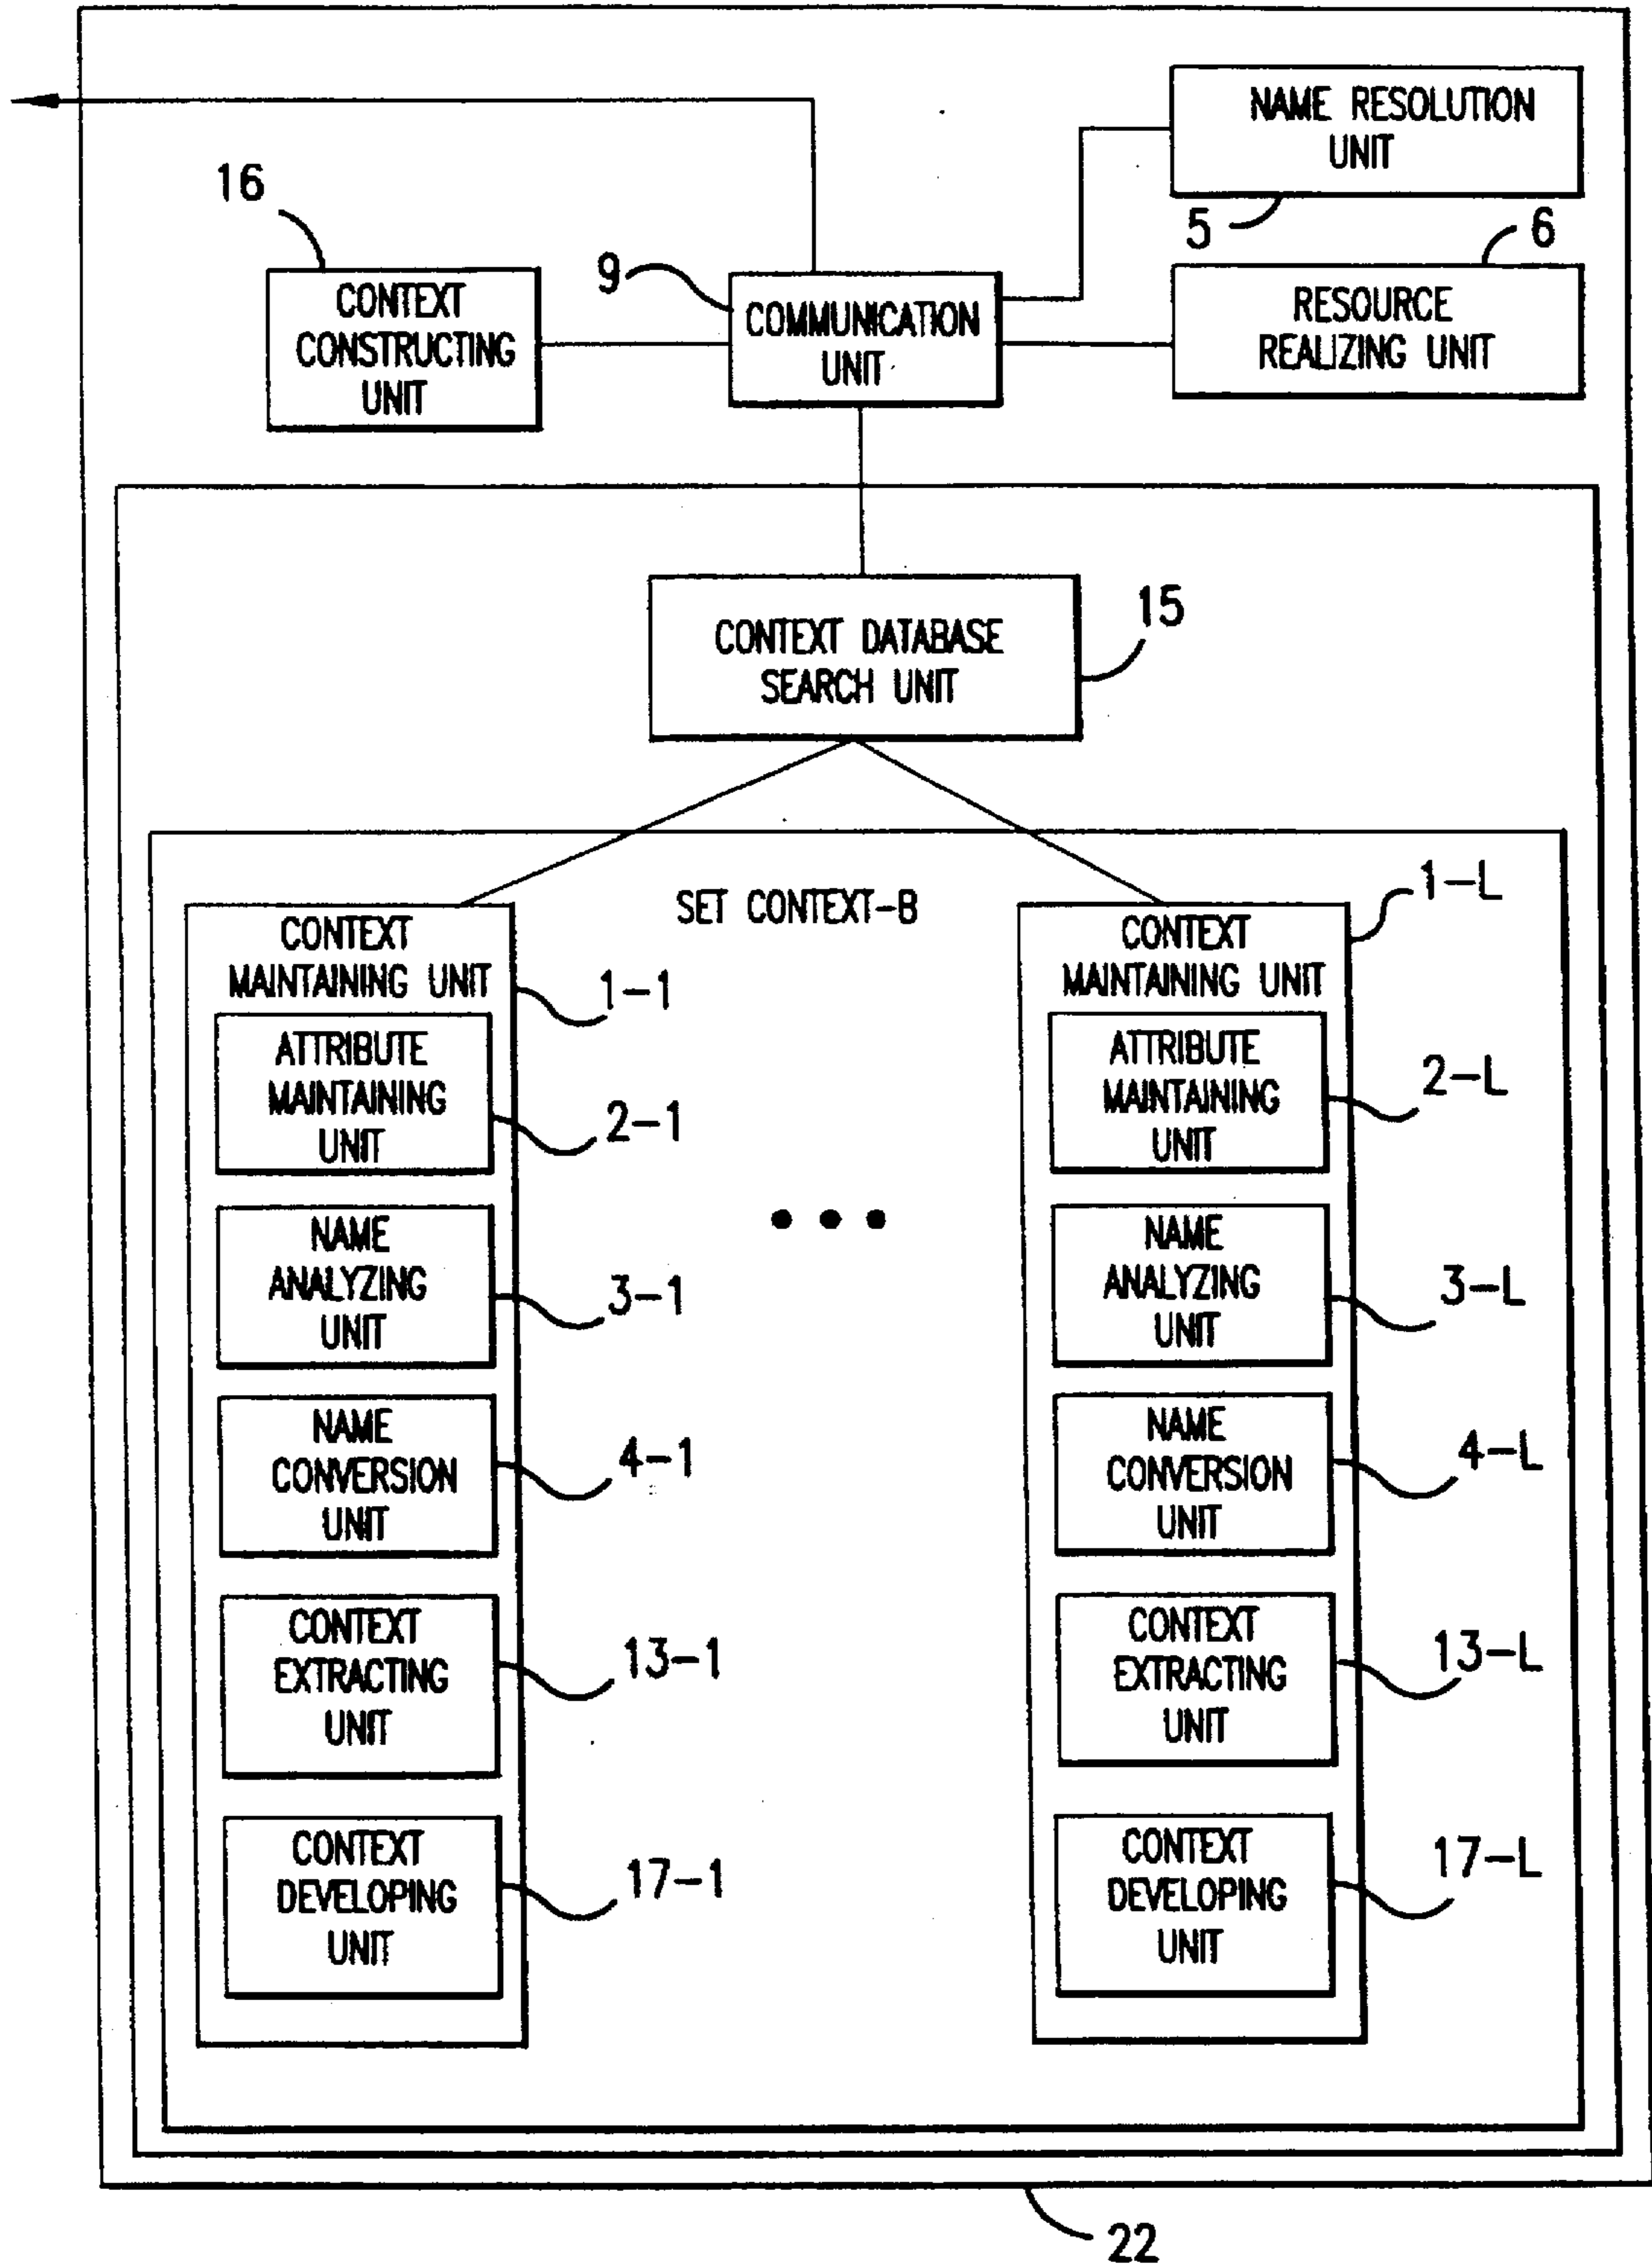 NAME RESOLUTION
UNIT
5
16
CONTEXT
CONSTRUCTING
UNIT
9
COMMUNICATION
UNIT
6
RESOURCE
REALIZING UNIT
CONTEXT DATABASE
SEARCH UNIT
15
SET CONTEXT-B
CONTEXT
MAINTAINING UNIT
1-1
ATTRIBUTE
MAINTAINING
UNIT
2-1
NAME
ANALYZING
UNIT
3-1
NAME
CONVERSION
UNIT
4-1
CONTEXT
EXTRACTING
UNIT
13-1
CONTEXT
DEVELOPING
UNIT
17-1
CONTEXT
MAINTAINING UNIT
1-L
ATTRIBUTE
MAINTAINING
UNIT
2-L
NAME
ANALYZING
UNIT
3-L
NAME
CONVERSION
UNIT
4-L
CONTEXT
EXTRACTING
UNIT
13-L
CONTEXT
DEVELOPING
UNIT
17-L
22